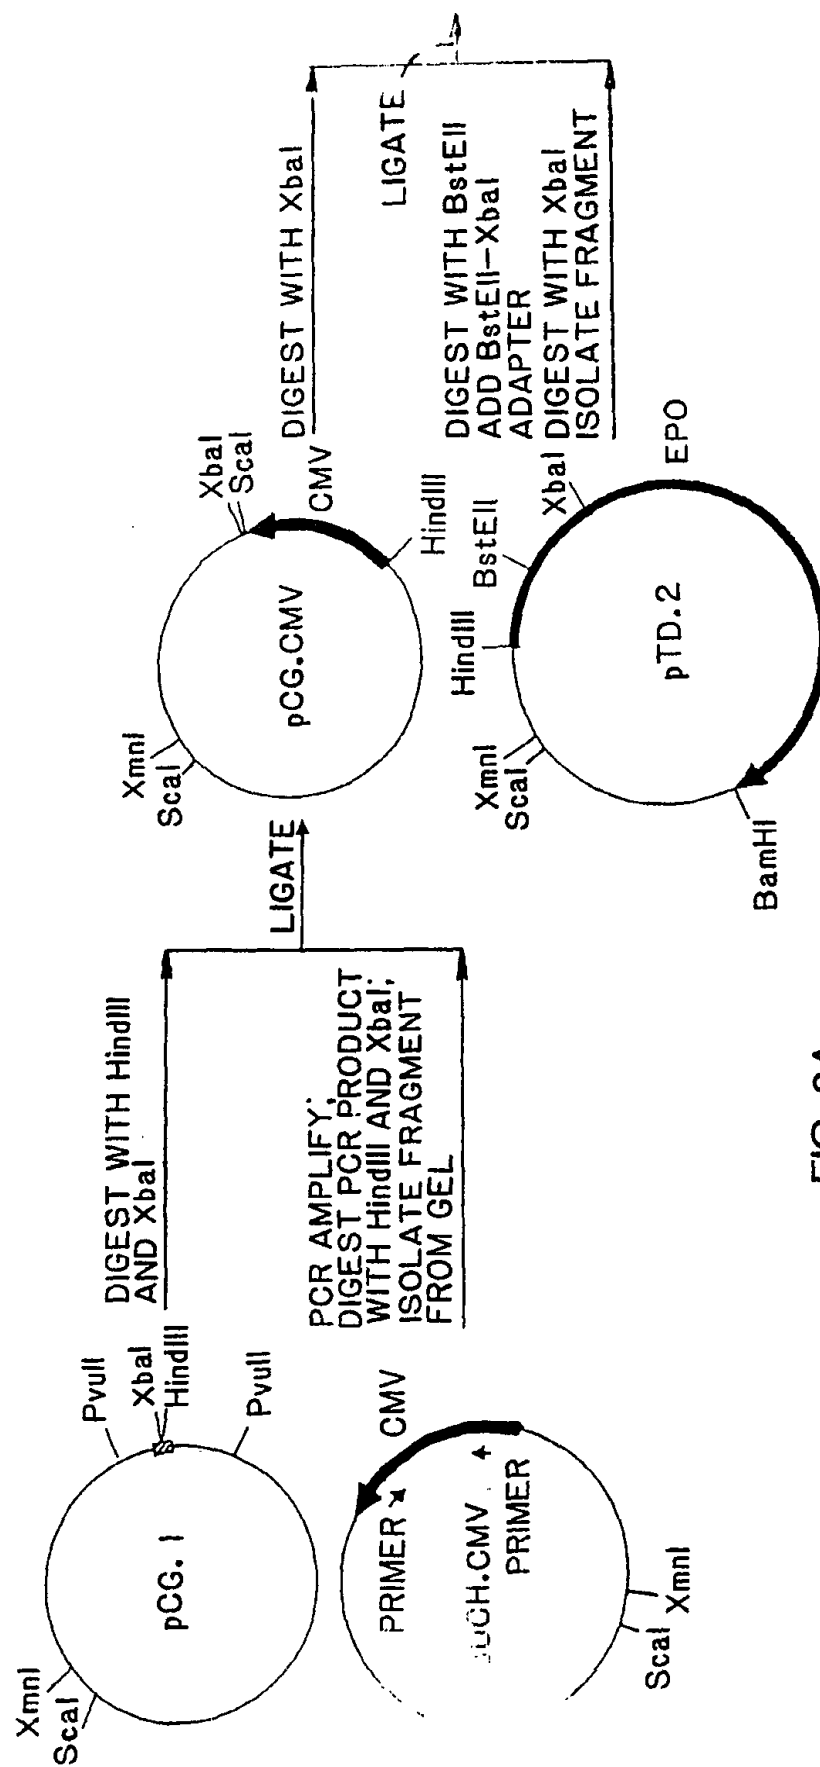 XmnI
ScaI
pCG.1
PvuII
XbaI
HindIII
PvuII
DIGEST WITH HindIII
AND XbaI
PRIMER
CMV
PRIMER
ScaI
XmnI
PCR AMPLIFY;
DIGEST PCR PRODUCT
WITH HindIII AND XbaI;
ISOLATE FRAGMENT
FROM GEL
LIGATE
XmnI
ScaI
pCG.CMV
XbaI
ScaI
CMV
HindIII
DIGEST WITH XbaI
XmnI
ScaI
HindIII
BstEII
XbaI
pTD.2
EPO
BamHI
DIGEST WITH BstEII
ADD BstEII-XbaI
ADAPTER
DIGEST WITH XbaI
ISOLATE FRAGMENT
LIGATE